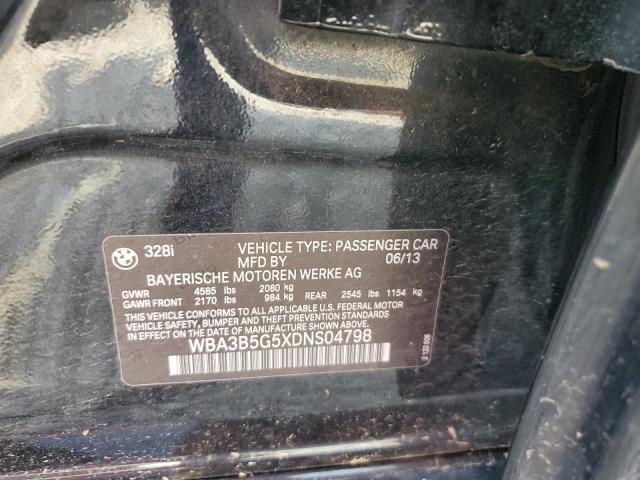 328i VEHICLE TYPE: PASSENGER CAR
MFD BY 06/13
BAYERISCHE MOTOREN WERKE AG
GVWR 4585 lbs 2080 kg
GAWR FRONT 2170 lbs 984 kg REAR 2545 lbs 1154 kg
THIS VEHICLE CONFORMS TO ALL APPLICABLE U.S. FEDERAL MOTOR
VEHICLE SAFETY, BUMPER, AND THEFT PREVENTION
STANDARDS IN EFFECT ON THE DATE OF MANUFACTURE SHOWN ABOVE.
WBA3B5G5XDNS04798